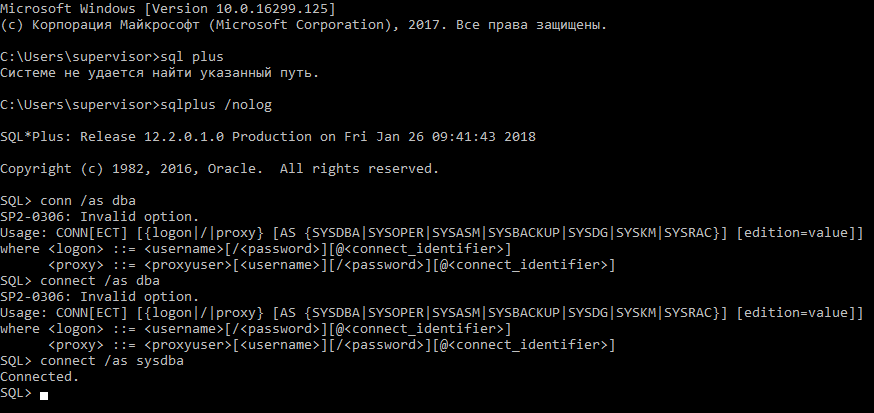 Microsoft Windows [Version 10.0.16299.125]
(c) Корпорация Майкрософт (Microsoft Corporation), 2017. Все права защищены.
C:\Users\supervisor>sql plus
Системе не удается найти указанный путь.
C:\Users\supervisor>sqlplus /nolog
SQL*Plus: Release 12.2.0.1.0 Production on Fri Jan 26 09:41:43 2018
Copyright (c) 1982, 2016, Oracle.  All rights reserved.
SQL> conn /as dba
SP2-0306: Invalid option.
Usage: CONN[ECT] [{logon|/|proxy} [AS {SYSDBA|SYSOPER|SYSASM|SYSBACKUP|SYSDG|SYSKM|SYSRAC}] [edition=value]]
where <logon> ::= <username>[/<password>][@<connect_identifier>]
      <proxy> ::= <proxyuser>[<username>][/<password>][@<connect_identifier>]
SQL> connect /as dba
SP2-0306: Invalid option.
Usage: CONN[ECT] [{logon|/|proxy} [AS {SYSDBA|SYSOPER|SYSASM|SYSBACKUP|SYSDG|SYSKM|SYSRAC}] [edition=value]]
where <logon> ::= <username>[/<password>][@<connect_identifier>]
      <proxy> ::= <proxyuser>[<username>][/<password>][@<connect_identifier>]
SQL> connect /as sysdba
Connected.
SQL>